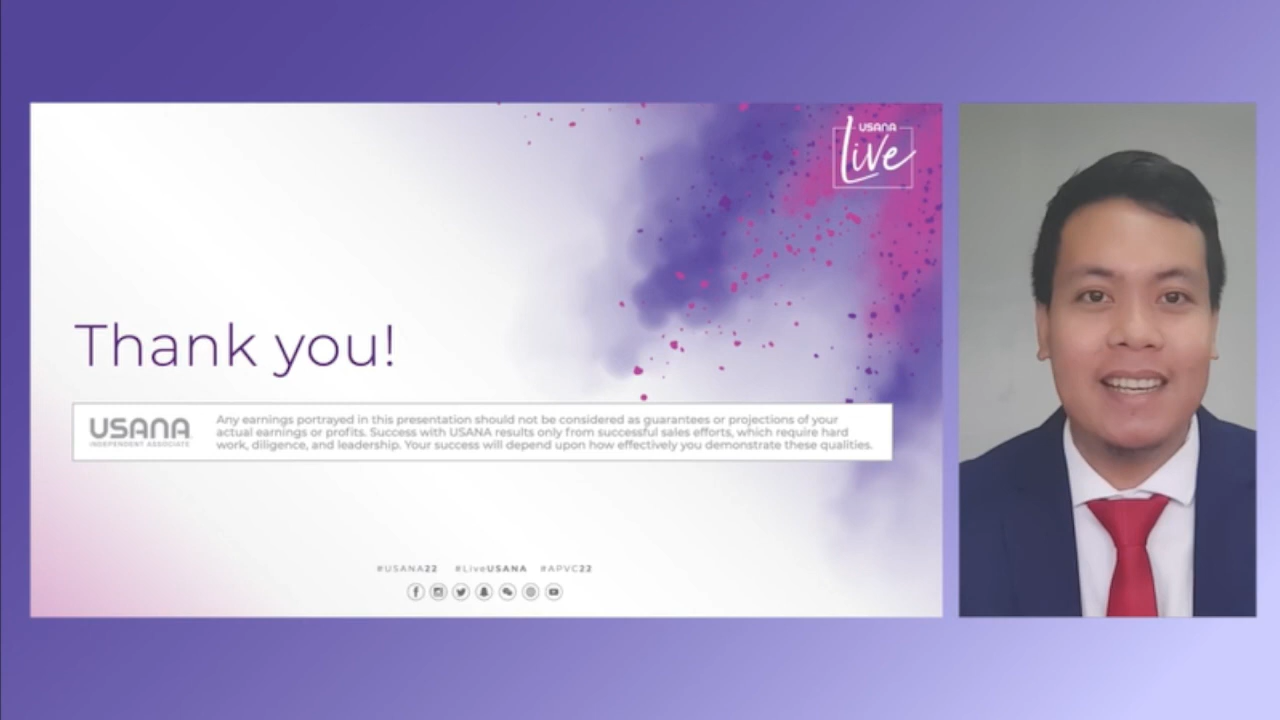 USANA
Live
Thank you!
USANA
INDEPENDENT ASSOCIATE
Any earnings portrayed in this presentation should not be considered as guarantees or projections of your
actual earnings or profits. Success with USANA results only from successful sales efforts, which require hard
work, diligence, and leadership. Your success will depend upon how effectively you demonstrate these qualities.
#USANA22 #LiveUSANA #APVC22